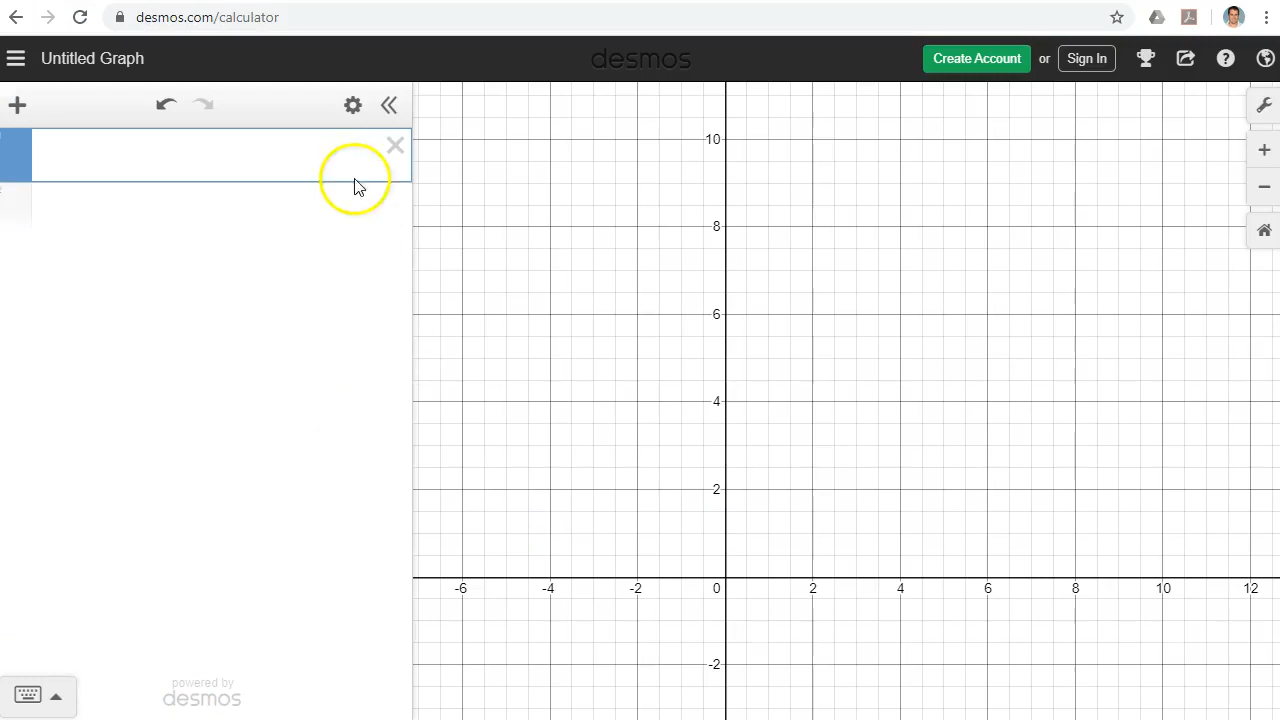 desmos.com/calculator
Untitled Graph
desmos
Create Account
or
Sign In
10
8
6
4
2
-6
-4
-2
0
2
4
6
8
10
12
-2
powered by
desmos